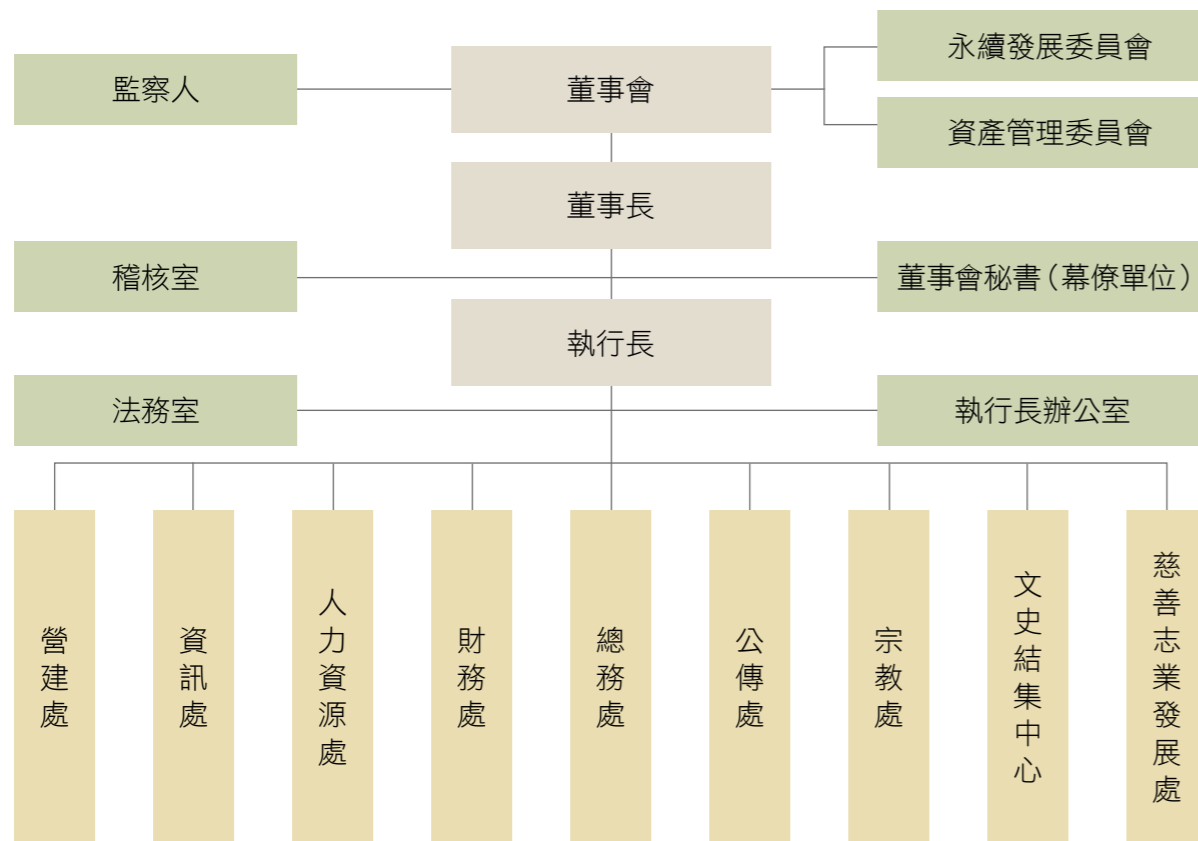 永續發展委員會
監察人
董事會
資產管理委員會
董事長
稽核室
董事會秘書（幕僚單位）
執行長
法務室
執行長辦公室
營建處
資訊處
人力資源處
財務處
總務處
公傳處
宗教處
文史結集中心
慈善志業發展處